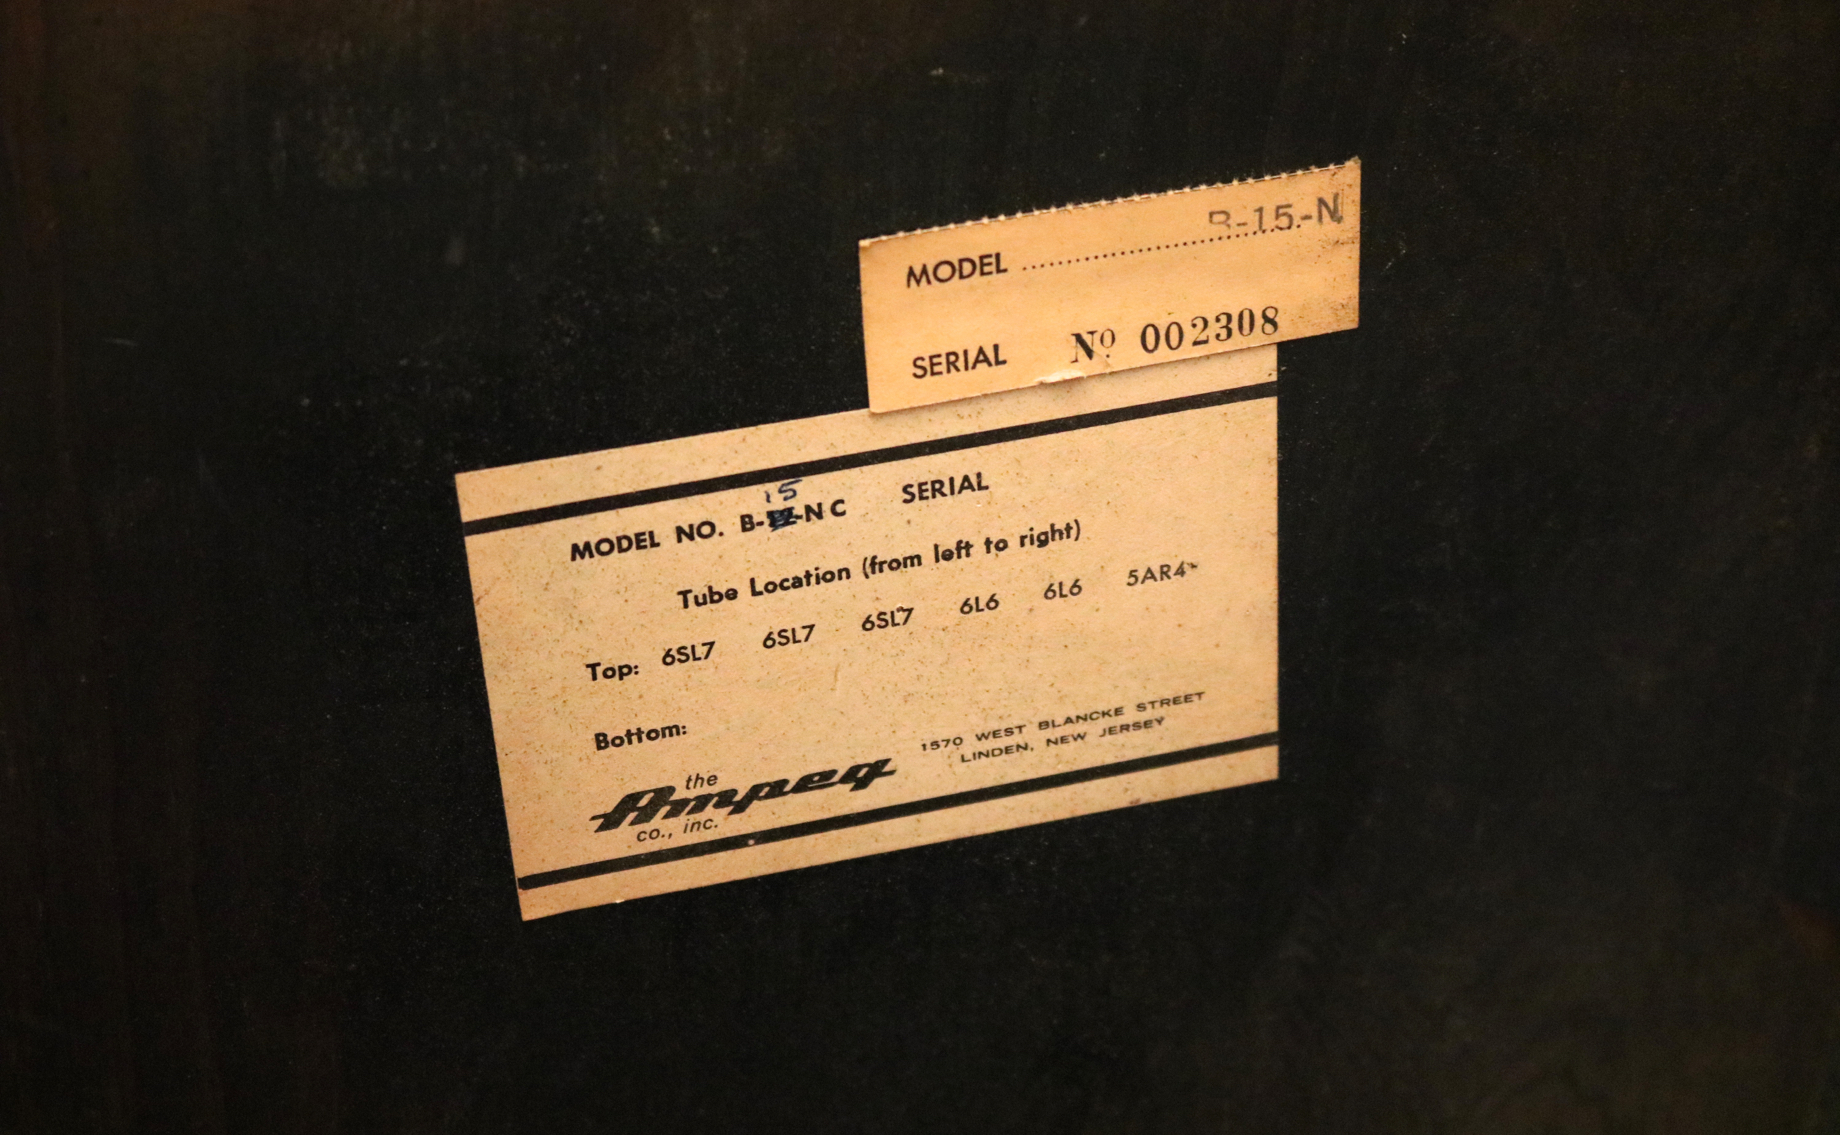 MODEL .................... B-15-N
SERIAL Nº 002308
15
MODEL NO. B- -N C SERIAL
Tube Location (from left to right)
Top: 6SL7 6SL7 6SL7 6L6 6L6 5AR4
Bottom:
the
Ampeg
co., inc.
1570 WEST BLANCKE STREET
LINDEN, NEW JERSEY